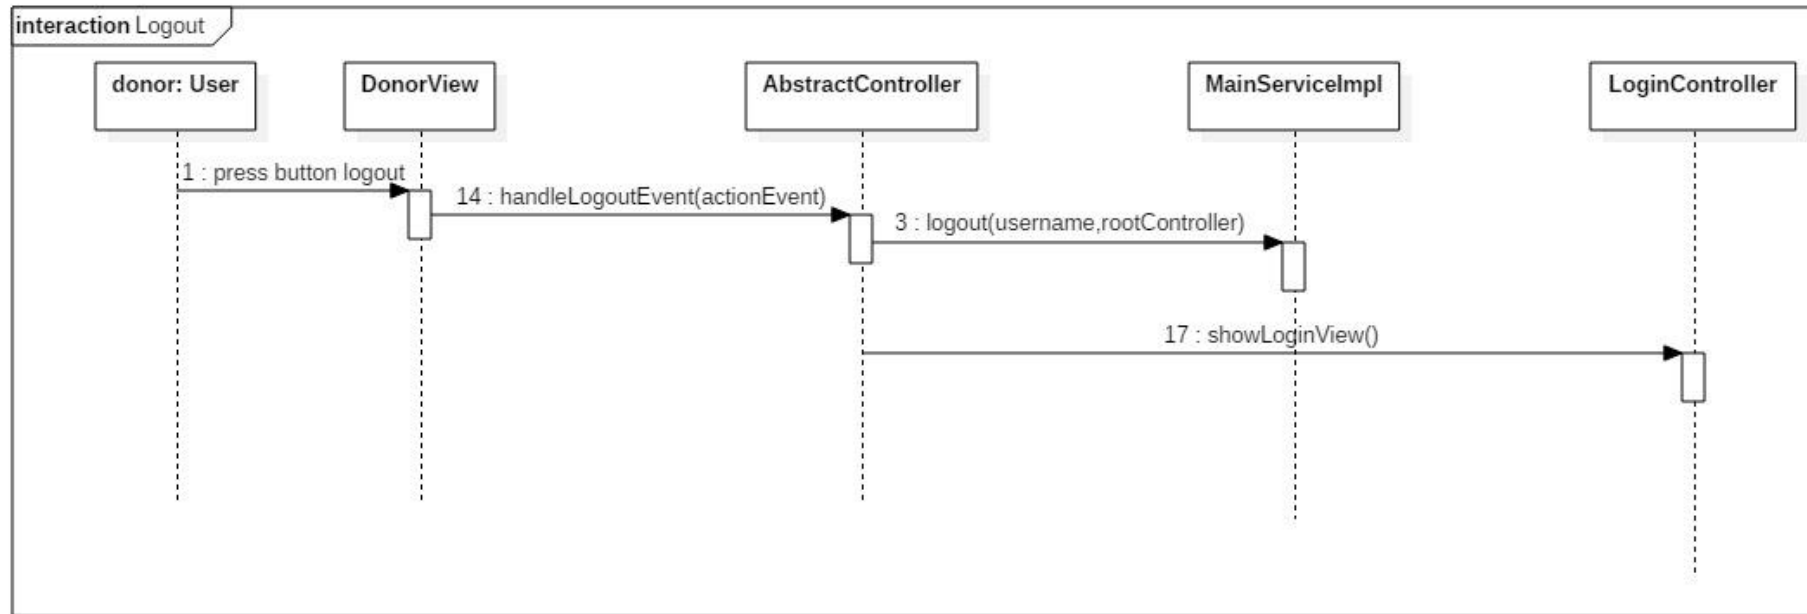 interaction Logout
donor: User
DonorView
AbstractController
MainServiceImpl
LoginController
1 : press button logout
14 : handleLogoutEvent(actionEvent)
3 : logout(username,rootController)
17 : showLoginView()